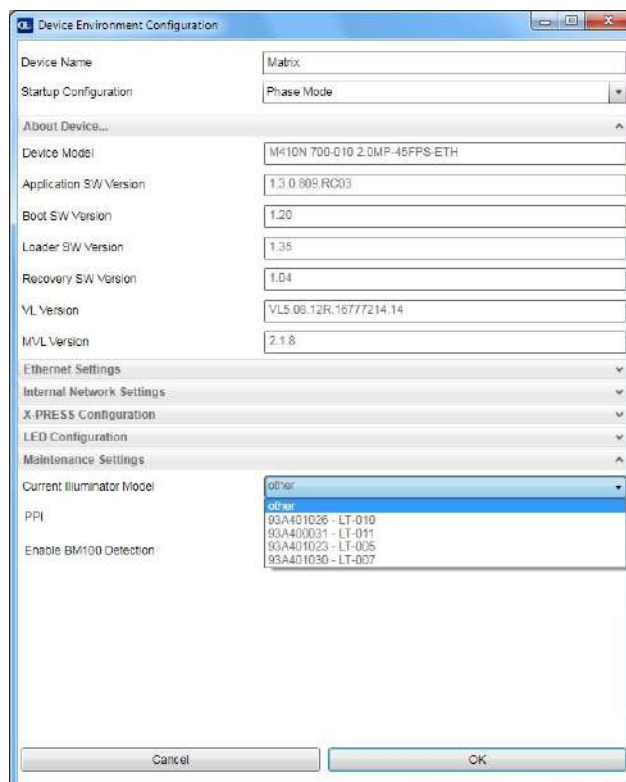 DL Device Environment Configuration
Device Name Matrix
Startup Configuration Phase Mode
About Device...
Device Model M410N 700-010 2.0MP-45FPS-ETH
Application SW Version 1.3.0.809.RC03
Boot SW Version 1.20
Loader SW Version 1.35
Recovery SW Version 1.04
VL Version VL5.08.12R.16777214.14
MVL Version 2.1.8
Ethernet Settings
Internal Network Settings
X-PRESS Configuration
LED Configuration
Maintenance Settings
Current Illuminator Model other
other
PPI 93A401026 - LT-010
93A400031 - LT-011
Enable BM100 Detection 93A401023 - LT-005
93A401030 - LT-007
Cancel OK